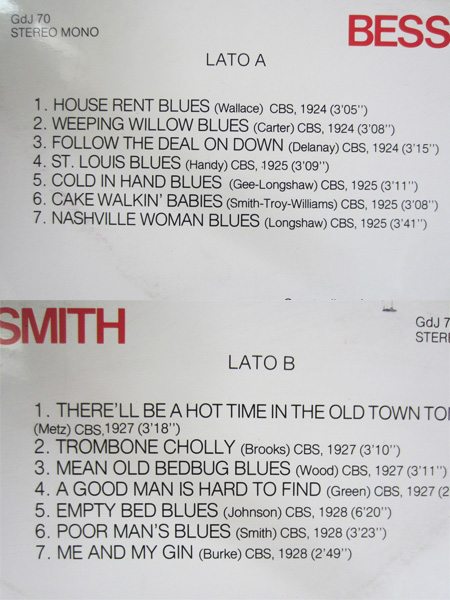 GdJ 70
STEREO MONO
BESS
LATO A
1. HOUSE RENT BLUES (Wallace) CBS, 1924 (3'05'')
2. WEEPING WILLOW BLUES (Carter) CBS, 1924 (3'08'')
3. FOLLOW THE DEAL ON DOWN (Delanay) CBS, 1924 (3'15'')
4. ST. LOUIS BLUES (Handy) CBS, 1925 (3'09'')
5. COLD IN HAND BLUES (Gee-Longshaw) CBS, 1925 (3'11'')
6. CAKE WALKIN' BABIES (Smith-Troy-Williams) CBS, 1925 (3'08'')
7. NASHVILLE WOMAN BLUES (Longshaw) CBS, 1925 (3'41'')
SMITH
GdJ 7
STER
LATO B
1. THERE'LL BE A HOT TIME IN THE OLD TOWN TO
(Metz) CBS, 1927 (3'18'')
2. TROMBONE CHOLLY (Brooks) CBS, 1927 (3'10'')
3. MEAN OLD BEDBUG BLUES (Wood) CBS, 1927 (3'11'')
4. A GOOD MAN IS HARD TO FIND (Green) CBS, 1927 (2
5. EMPTY BED BLUES (Johnson) CBS, 1928 (6'20'')
6. POOR MAN'S BLUES (Smith) CBS, 1928 (3'23'')
7. ME AND MY GIN (Burke) CBS, 1928 (2'49'')